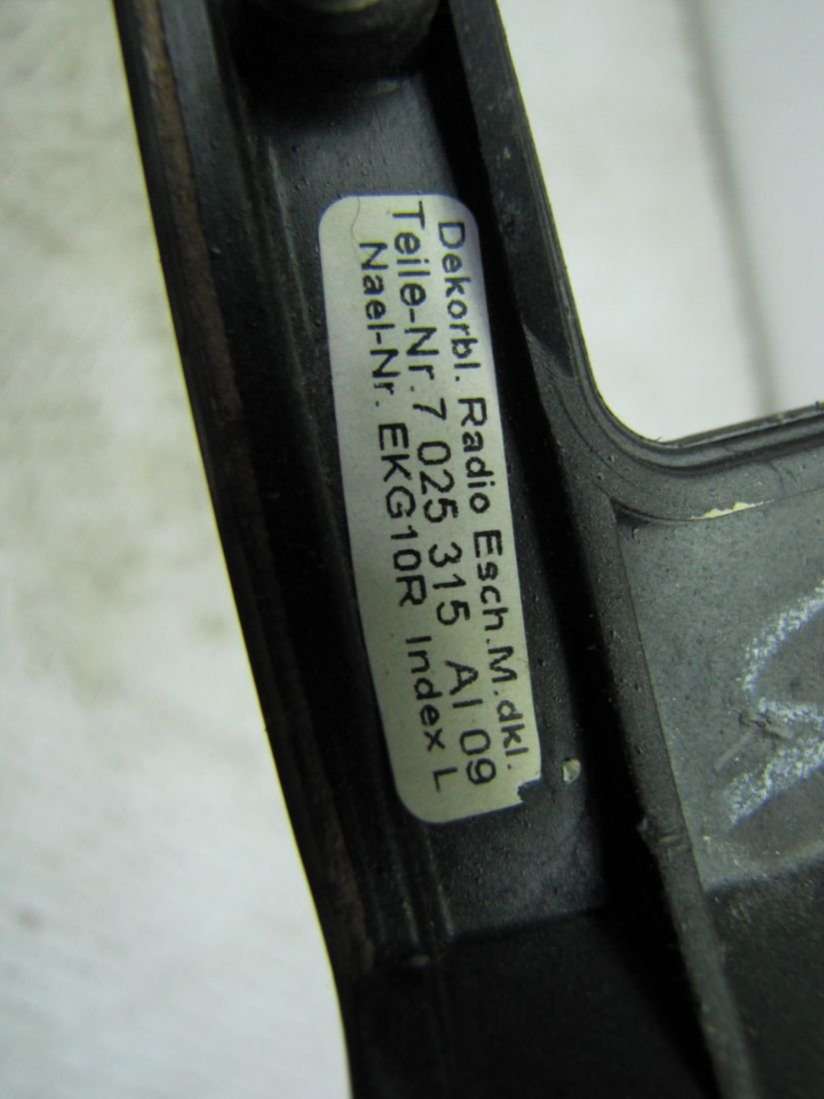 Dekorbl. Radio Esch.M.dkl.
Teile-Nr.7 025 315 AI 09
Nael-Nr. EKG10R Index L